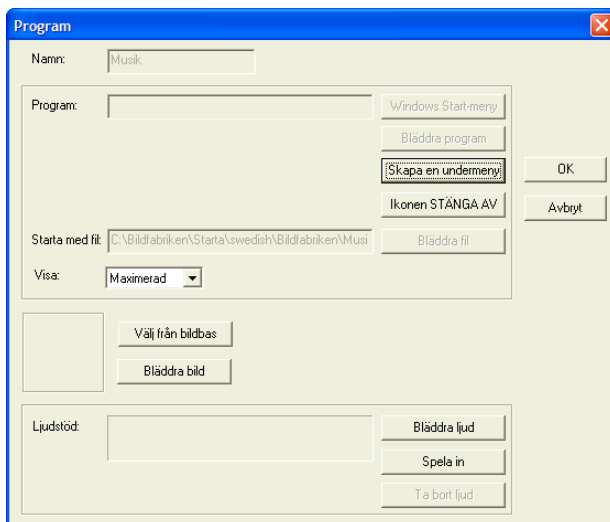 Program
Namn: Musik
Program: Windows Start-meny
Bläddra program
Skapa en undermeny OK
Ikonen STÄNGA AV Avbryt
Starta med fil: C:\Bildfabriken\Starta\swedish\Bildfabriken\Musi Bläddra fil
Visa: Maximerad
Välj från bildbas
Bläddra bild
Ljudstöd: Bläddra ljud
Spela in
Ta bort ljud